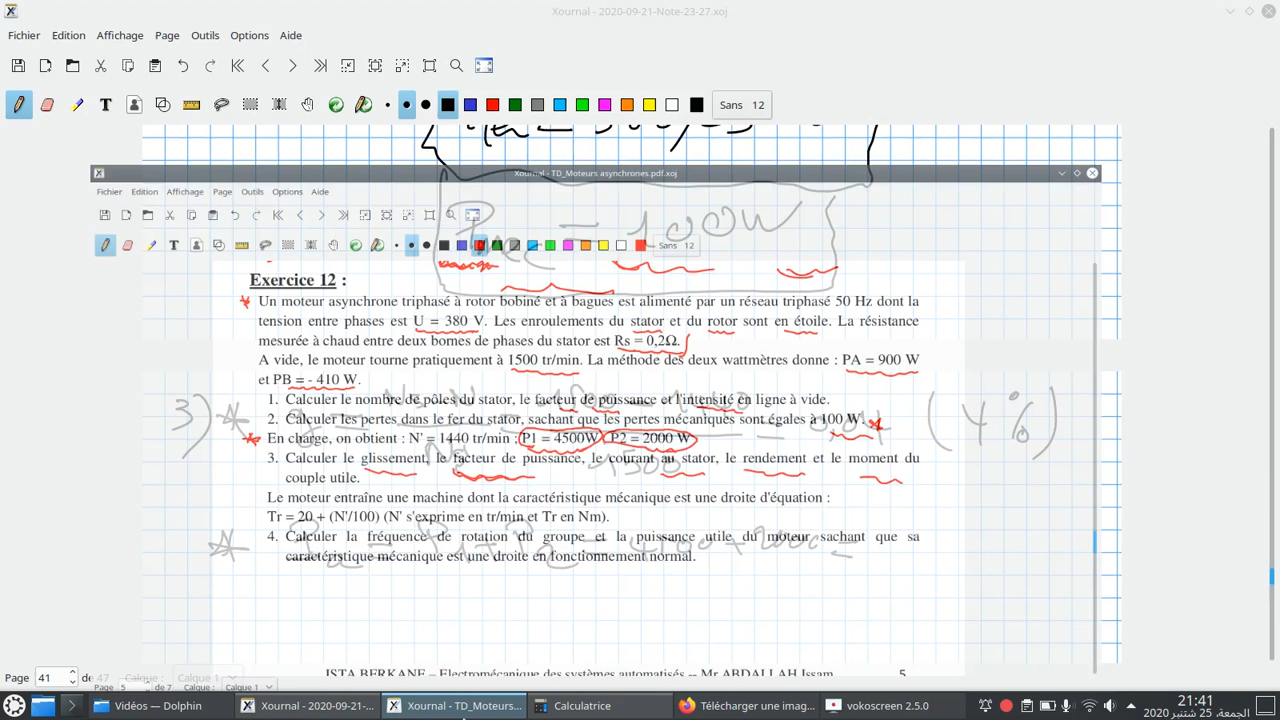 Xournal - 2020-09-21-Note-23-27.xoj
Fichier Edition Affichage Page Outils Options Aide
Sans 12
Xournal - TD_Moteurs asynchrones.pdf.xoj
Fichier Edition Affichage Page Outils Options Aide
= 100W
Sans 12
Exercice 12 :
Un moteur asynchrone triphasé à rotor bobiné et à bagues est alimenté par un réseau triphasé 50 Hz dont la
tension entre phases est U = 380 V. Les enroulements du stator et du rotor sont en étoile. La résistance
mesurée à chaud entre deux bornes de phases du stator est Rs = 0,2Ω.
A vide, le moteur tourne pratiquement à 1500 tr/min. La méthode des deux wattmètres donne : PA = 900 W
et PB = - 410 W.
1. Calculer le nombre de pôles du stator, le facteur de puissance et l'intensité en ligne à vide.
2. Calculer les pertes dans le fer du stator, sachant que les pertes mécaniques sont égales à 100 W.
3) (4%)
En charge, on obtient : N' = 1440 tr/min ; P1 = 4500W P2 = 2000 W
3. Calculer le glissement, le facteur de puissance, le courant au stator, le rendement et le moment du
couple utile.
1500
Le moteur entraîne une machine dont la caractéristique mécanique est une droite d'équation :
Tr = 20 + (N'/100) (N' s'exprime en tr/min et Tr en Nm).
4. Calculer la fréquence de rotation du groupe et la puissance utile du moteur sachant que sa
caractéristique mécanique est une droite en fonctionnement normal.
ISTA BERKANE – Electromécanique des systèmes automatisés -- Mr ABDALLAH Issam 5
Page 41 de 47 Calque : Calque 1
Page 5 de 7 Calque : Calque 1
Vidéos — Dolphin Xournal - 2020-09-21-... Xournal - TD_Moteurs... Calculatrice Télécharger une imag... vokoscreen 2.5.0
21:41
الجمعة, 25 شتنبر 2020